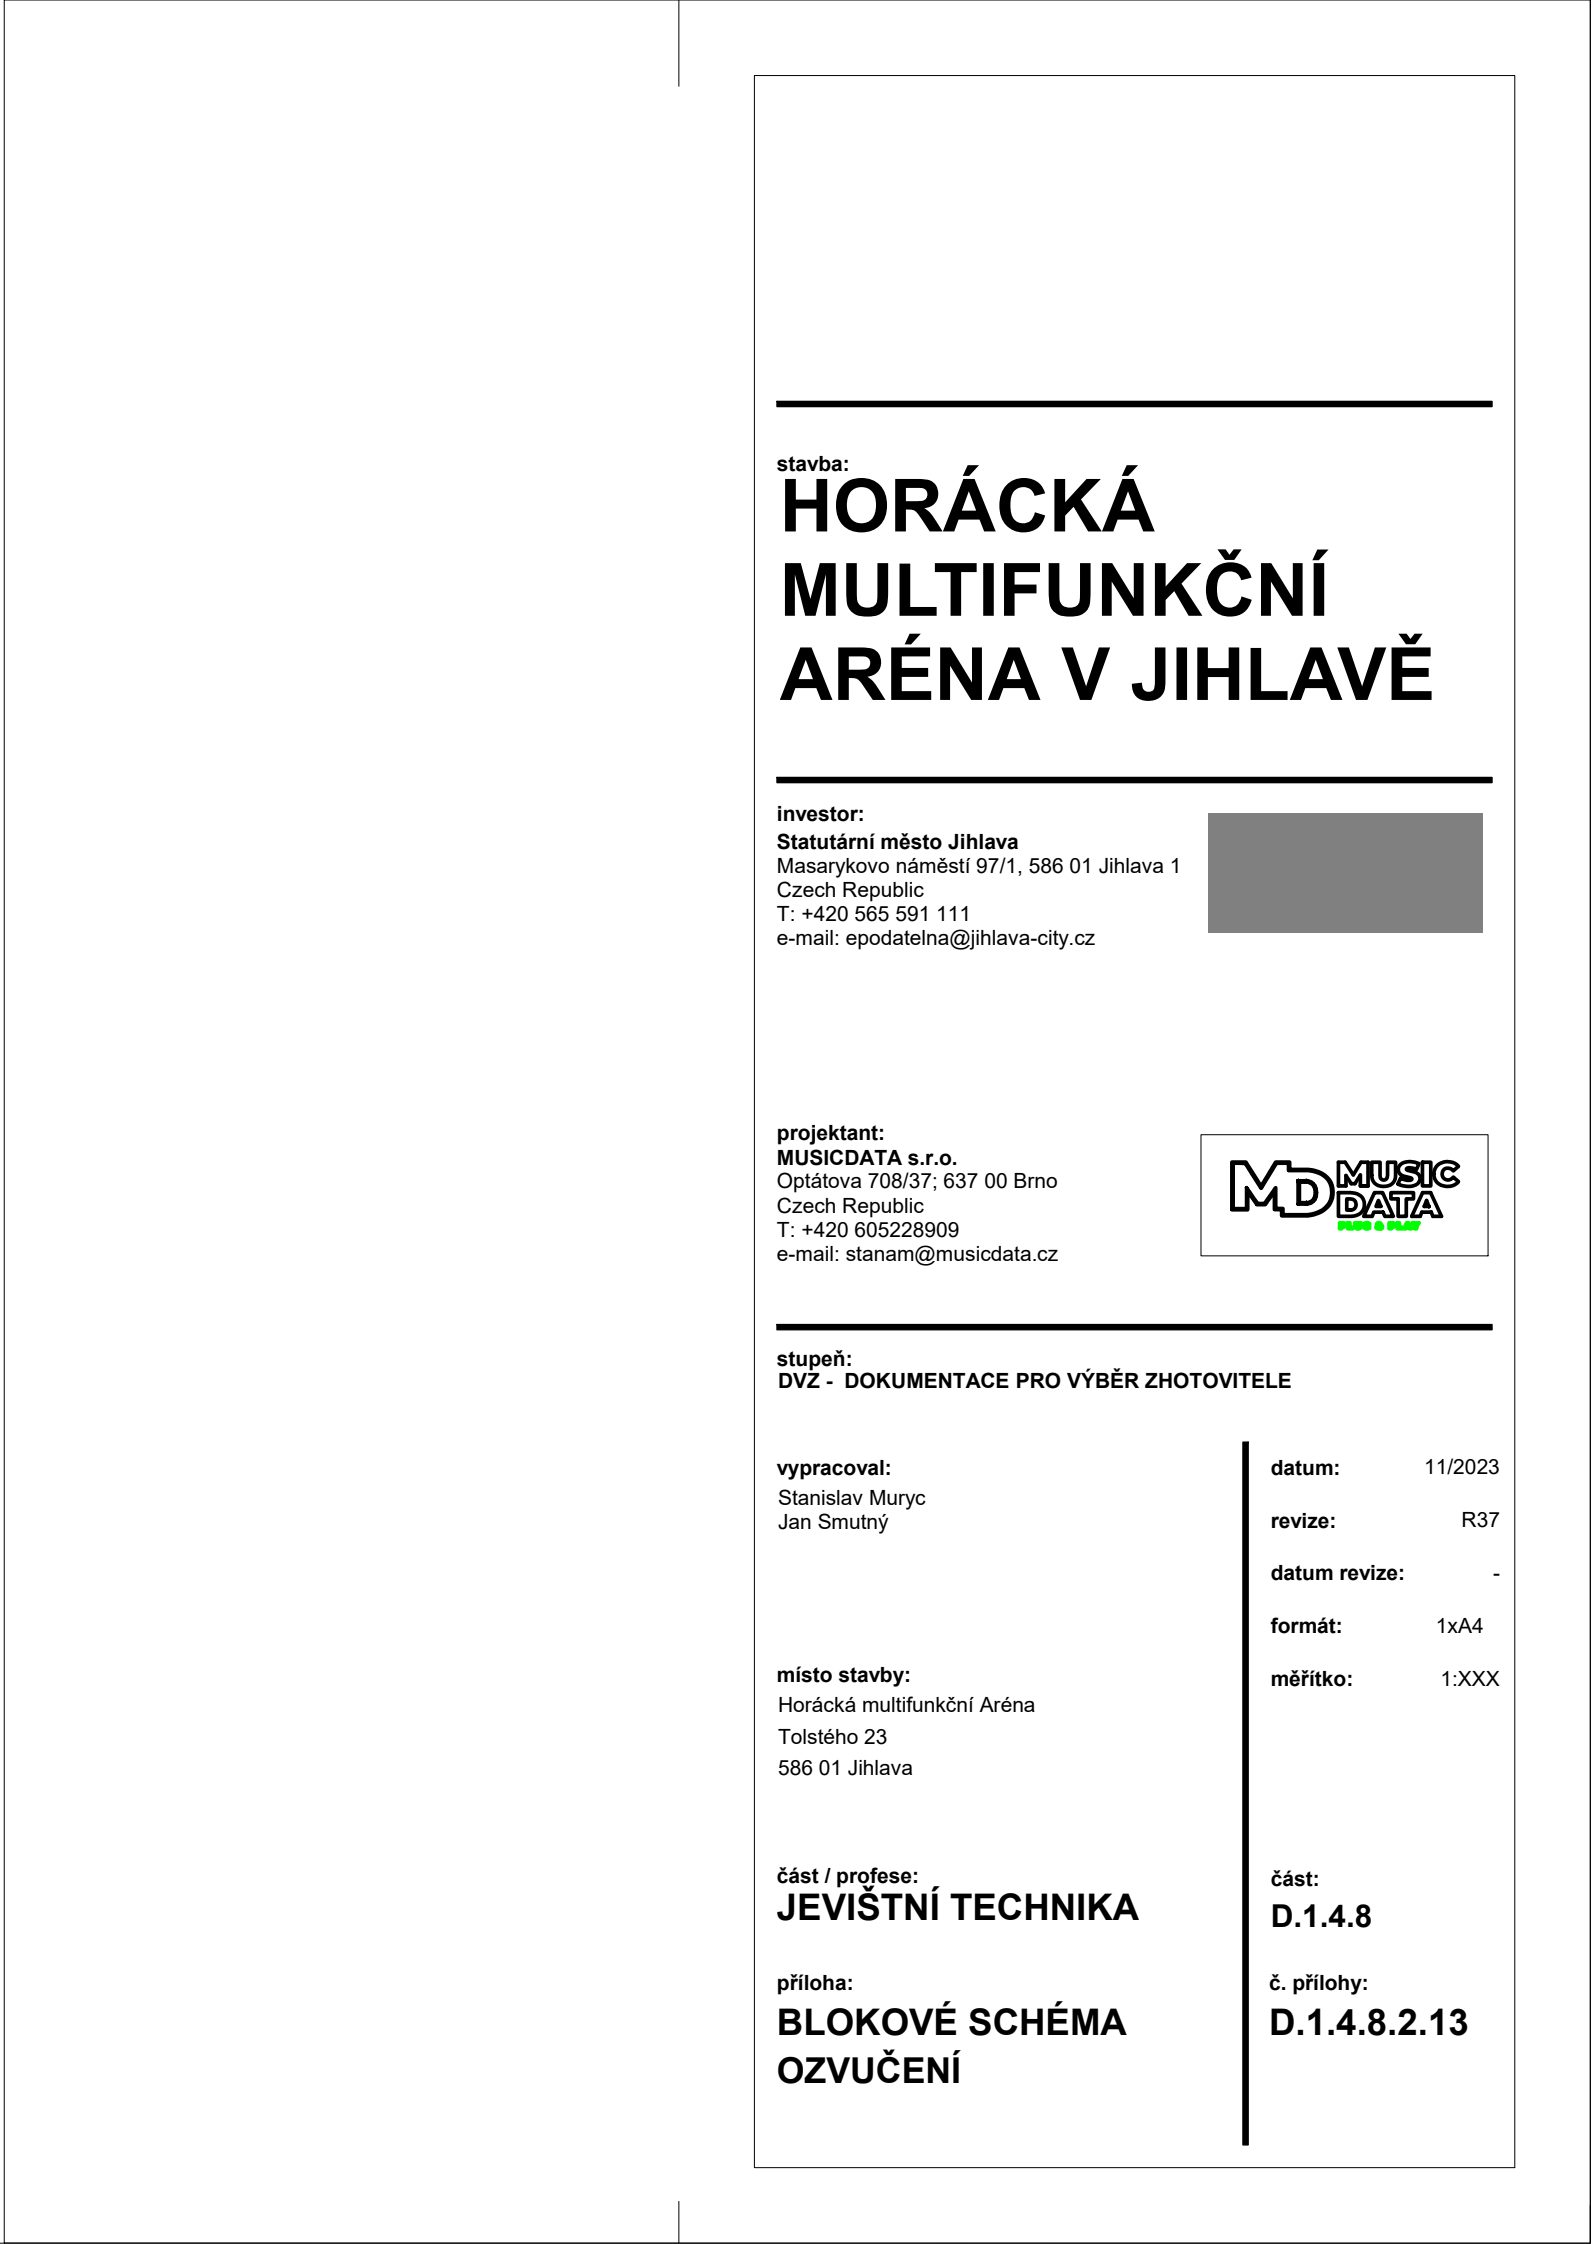 stavba:
HORÁCKÁ
MULTIFUNKČNÍ
ARÉNA V JIHLAVĚ
investor:
Statutární město Jihlava
Masarykovo náměstí 97/1, 586 01 Jihlava 1
Czech Republic
T: +420 565 591 111
e-mail: epodatelna@jihlava-city.cz
projektant:
MUSICDATA s.r.o.
Optátova 708/37; 637 00 Brno
Czech Republic
T: +420 605228909
e-mail: stanam@musicdata.cz
MD MUSIC
DATA
PLUG & PLAY
stupeň:
DVZ - DOKUMENTACE PRO VÝBĚR ZHOTOVITELE
vypracoval:
Stanislav Muryc
Jan Smutný
datum: 11/2023
revize: R37
datum revize: -
formát: 1xA4
měřítko: 1:XXX
místo stavby:
Horácká multifunkční Aréna
Tolstého 23
586 01 Jihlava
část / profese:
JEVIŠTNÍ TECHNIKA
část:
D.1.4.8
příloha:
BLOKOVÉ SCHÉMA
OZVUČENÍ
č. přílohy:
D.1.4.8.2.13